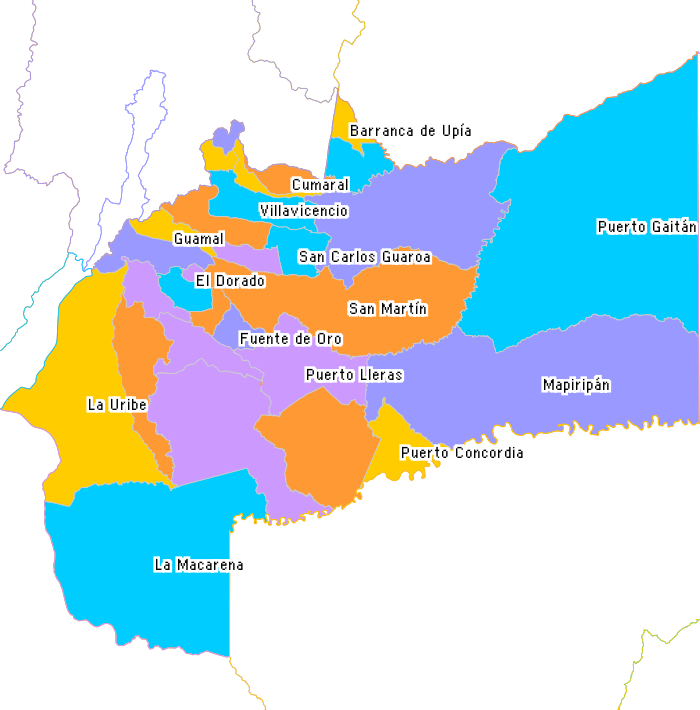 Barranca de Upía
Cumaral
Villavicencio
Puerto Gaitán
Guamal
San Carlos Guaroa
El Dorado
San Martín
Fuente de Oro
Puerto Lleras
Mapiripán
La Uribe
Puerto Concordia
La Macarena